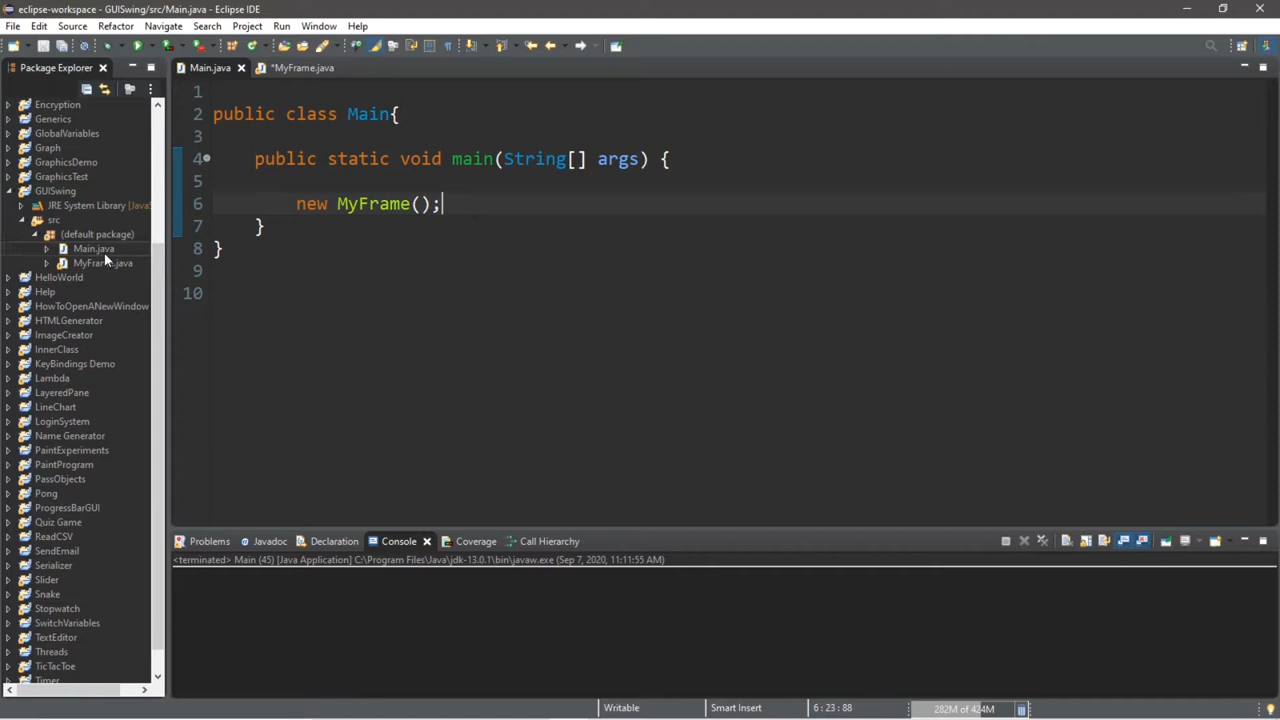 eclipse-workspace - GUISwing/src/Main.java - Eclipse IDE
File Edit Source Refactor Navigate Search Project Run Window Help
Package Explorer
Main.java *MyFrame.java
Encryption
Generics
GlobalVariables
Graph
GraphicsDemo
GraphicsTest
GUISwing
JRE System Library [JavaS
src
(default package)
Main.java
MyFrame.java
HelloWorld
Help
HowToOpenANewWindow
HTMLGenerator
ImageCreator
InnerClass
KeyBindings Demo
Lambda
LayeredPane
LineChart
LoginSystem
Name Generator
PaintExperiments
PaintProgram
PassObjects
Pong
ProgressBarGUI
Quiz Game
ReadCSV
SendEmail
Serializer
Slider
Snake
Stopwatch
SwitchVariables
TextEditor
Threads
TicTacToe
Timer
1
2 public class Main{
3
4 public static void main(String[] args) {
5
6 new MyFrame();
7 }
8 }
9
10
Problems Javadoc Declaration Console Coverage Call Hierarchy
<terminated> Main (45) [Java Application] C:\Program Files\Java\jdk-13.0.1\bin\javaw.exe (Sep 7, 2020, 11:11:55 AM)
Writable Smart Insert 6 : 23 : 88 282M of 424M